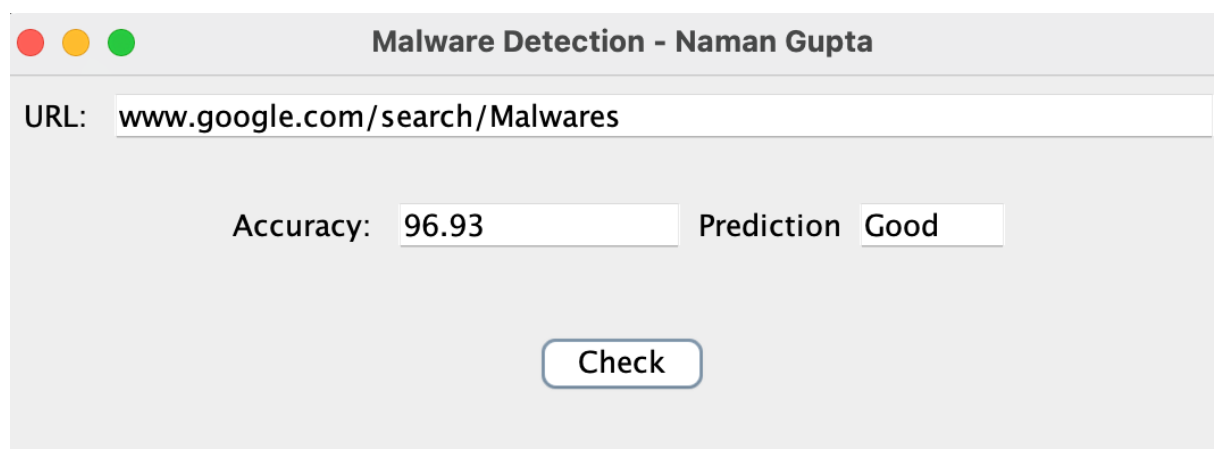 Malware Detection - Naman Gupta
URL: www.google.com/search/Malwares
Accuracy: 96.93 Prediction Good
Check